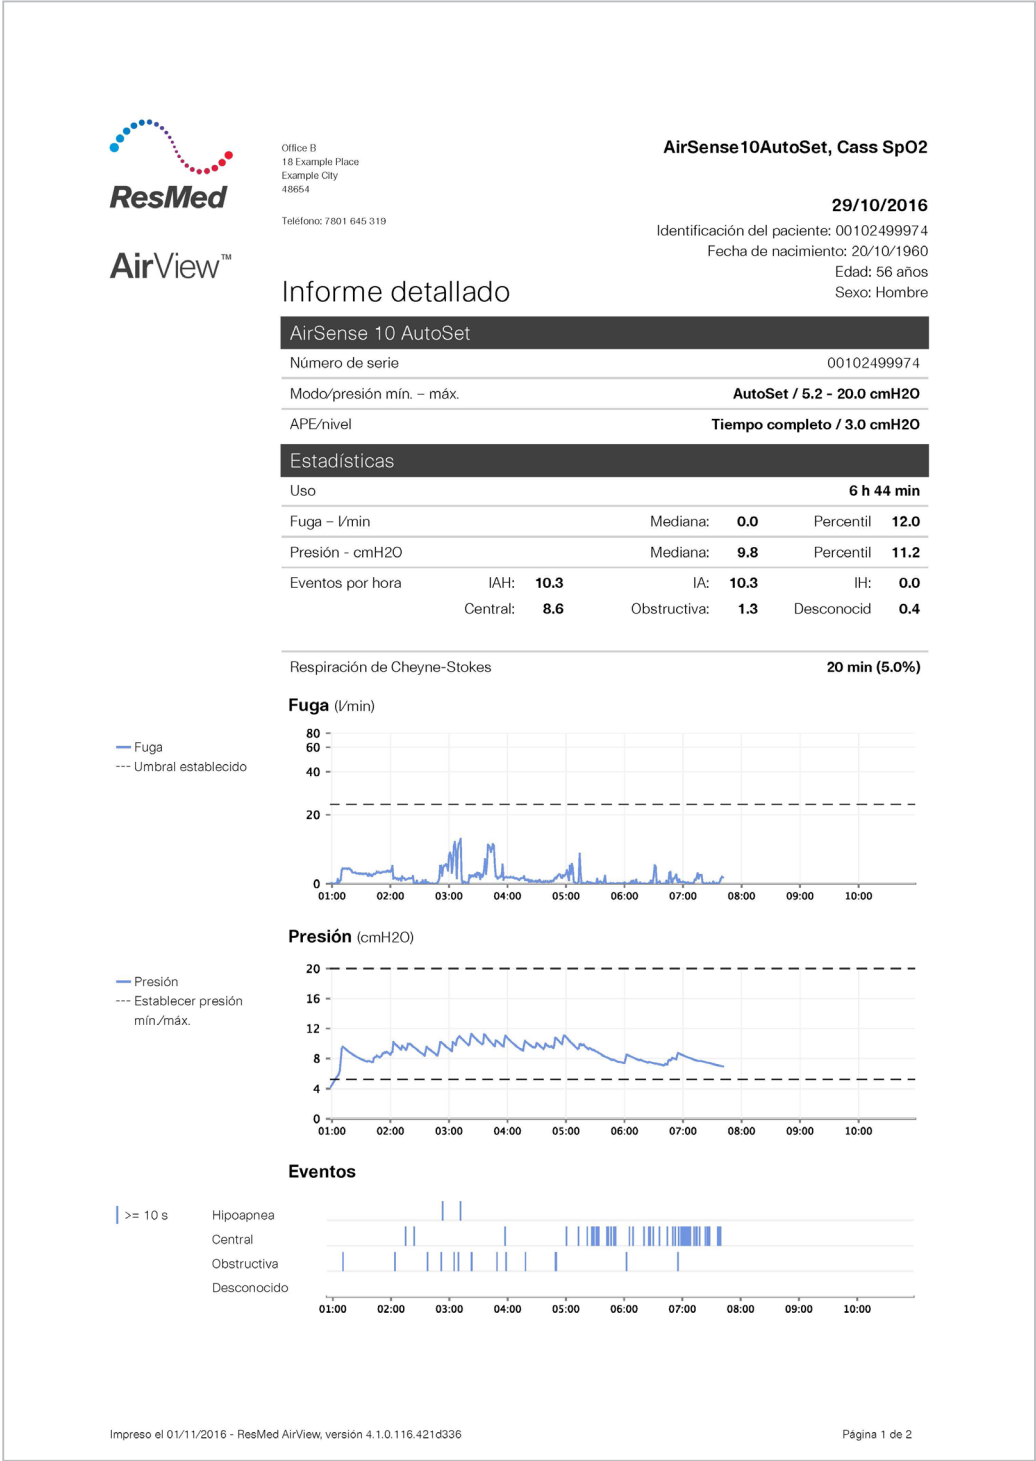 ResMed
AirView™
Office B
18 Example Place
Example City
48654
Teléfono: 7801 645 319
AirSense10AutoSet, Cass SpO2
29/10/2016
Identificación del paciente: 00102499974
Fecha de nacimiento: 20/10/1960
Edad: 56 años
Sexo: Hombre
Informe detallado
AirSense 10 AutoSet
Número de serie 00102499974
Modo/presión mín. – máx. AutoSet / 5.2 - 20.0 cmH2O
APE/nivel Tiempo completo / 3.0 cmH2O
Estadísticas
Uso 6 h 44 min
Fuga – l/min Mediana: 0.0 Percentil 12.0
Presión - cmH2O Mediana: 9.8 Percentil 11.2
Eventos por hora IAH: 10.3 IA: 10.3 IH: 0.0
Central: 8.6 Obstructiva: 1.3 Desconocid 0.4
Respiración de Cheyne-Stokes 20 min (5.0%)
Fuga (l/min)
Fuga
--- Umbral establecido
80
60
40
20
0
01:00 02:00 03:00 04:00 05:00 06:00 07:00 08:00 09:00 10:00
Presión (cmH2O)
Presión
--- Establecer presión
mín./máx.
20
16
12
8
4
0
01:00 02:00 03:00 04:00 05:00 06:00 07:00 08:00 09:00 10:00
Eventos
>= 10 s
Hipoapnea
Central
Obstructiva
Desconocido
01:00 02:00 03:00 04:00 05:00 06:00 07:00 08:00 09:00 10:00
Impreso el 01/11/2016 - ResMed AirView, versión 4.1.0.116.421d336 Página 1 de 2